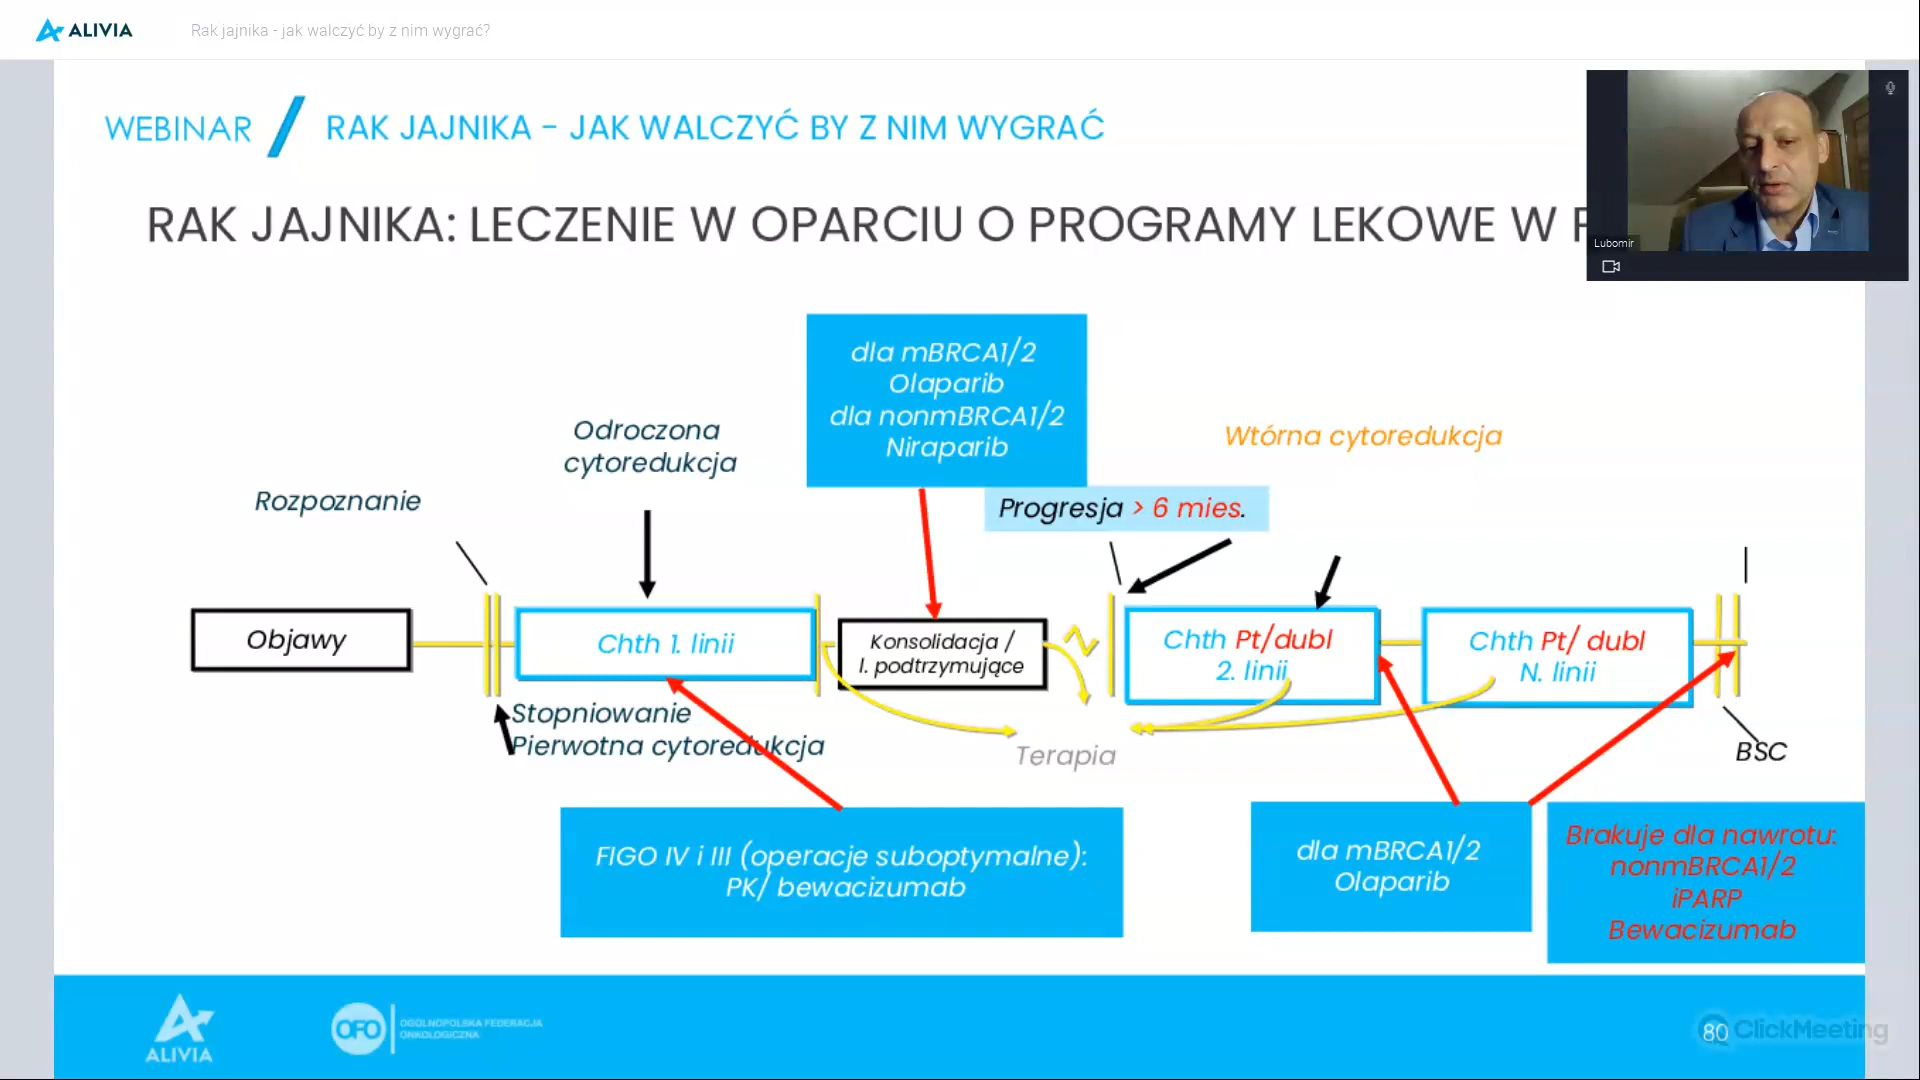 ALIVIA
Rak jajnika - jak walczyć by z nim wygrać?
WEBINAR / RAK JAJNIKA - JAK WALCZYĆ BY Z NIM WYGRAĆ
Lubomir
RAK JAJNIKA: LECZENIE W OPARCIU O PROGRAMY LEKOWE W
dla mBRCA1/2
Olaparib
dla nonmBRCA1/2
Niraparib
Odroczona
cytoredukcja
Wtórna cytoredukcja
Rozpoznanie
Progresja > 6 mies.
Objawy
Chth 1. linii
Konsolidacja /
l. podtrzymujące
Chth Pt/dubl
2. linii
Chth Pt/ dubl
N. linii
Stopniowanie
Pierwotna cytoredukcja
Terapia
BSC
FIGO IV i III (operacje suboptymalne):
PK/ bewacizumab
dla mBRCA1/2
Olaparib
Brakuje dla nawrotu:
nonmBRCA1/2
iPARP
Bewacizumab
ALIVIA
OFO
OGÓLNOPOLSKA FEDERACJA
ONKOLOGICZNA
80
ClickMeeting